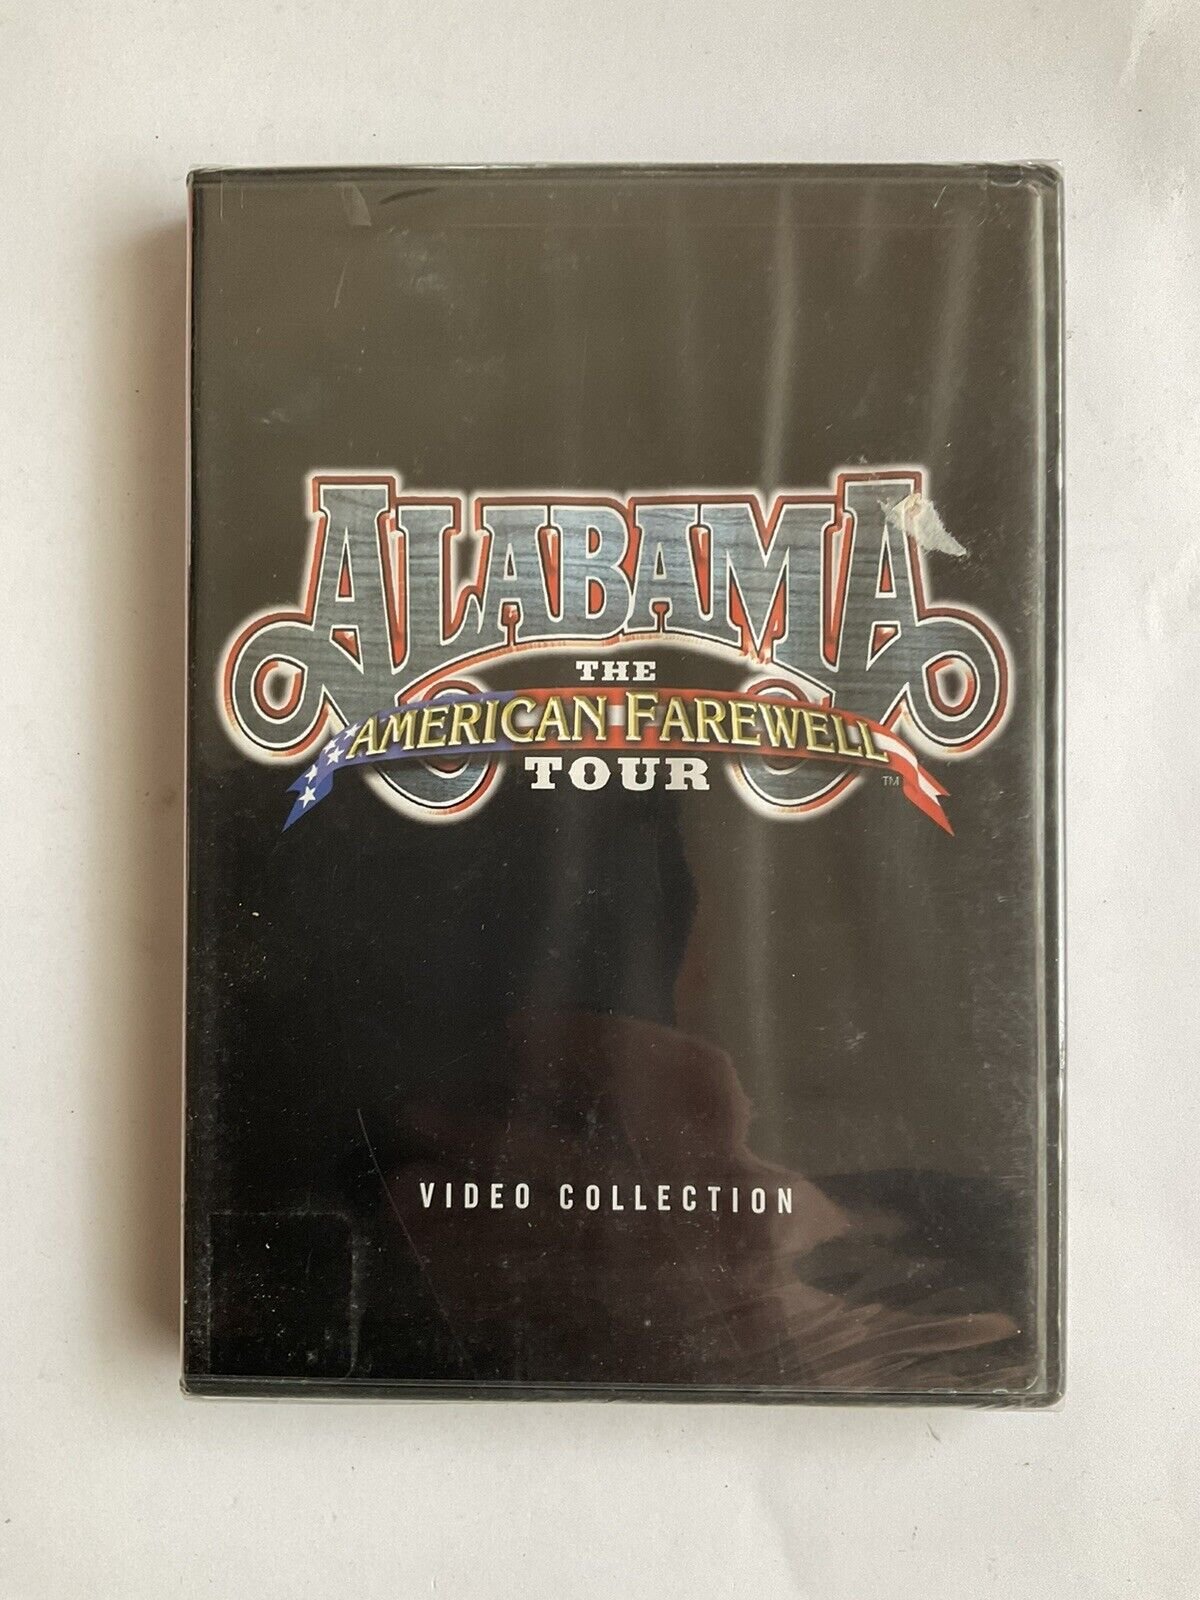 ALABAMA
THE
AMERICAN FAREWELL
TOUR
TM
VIDEO COLLECTION